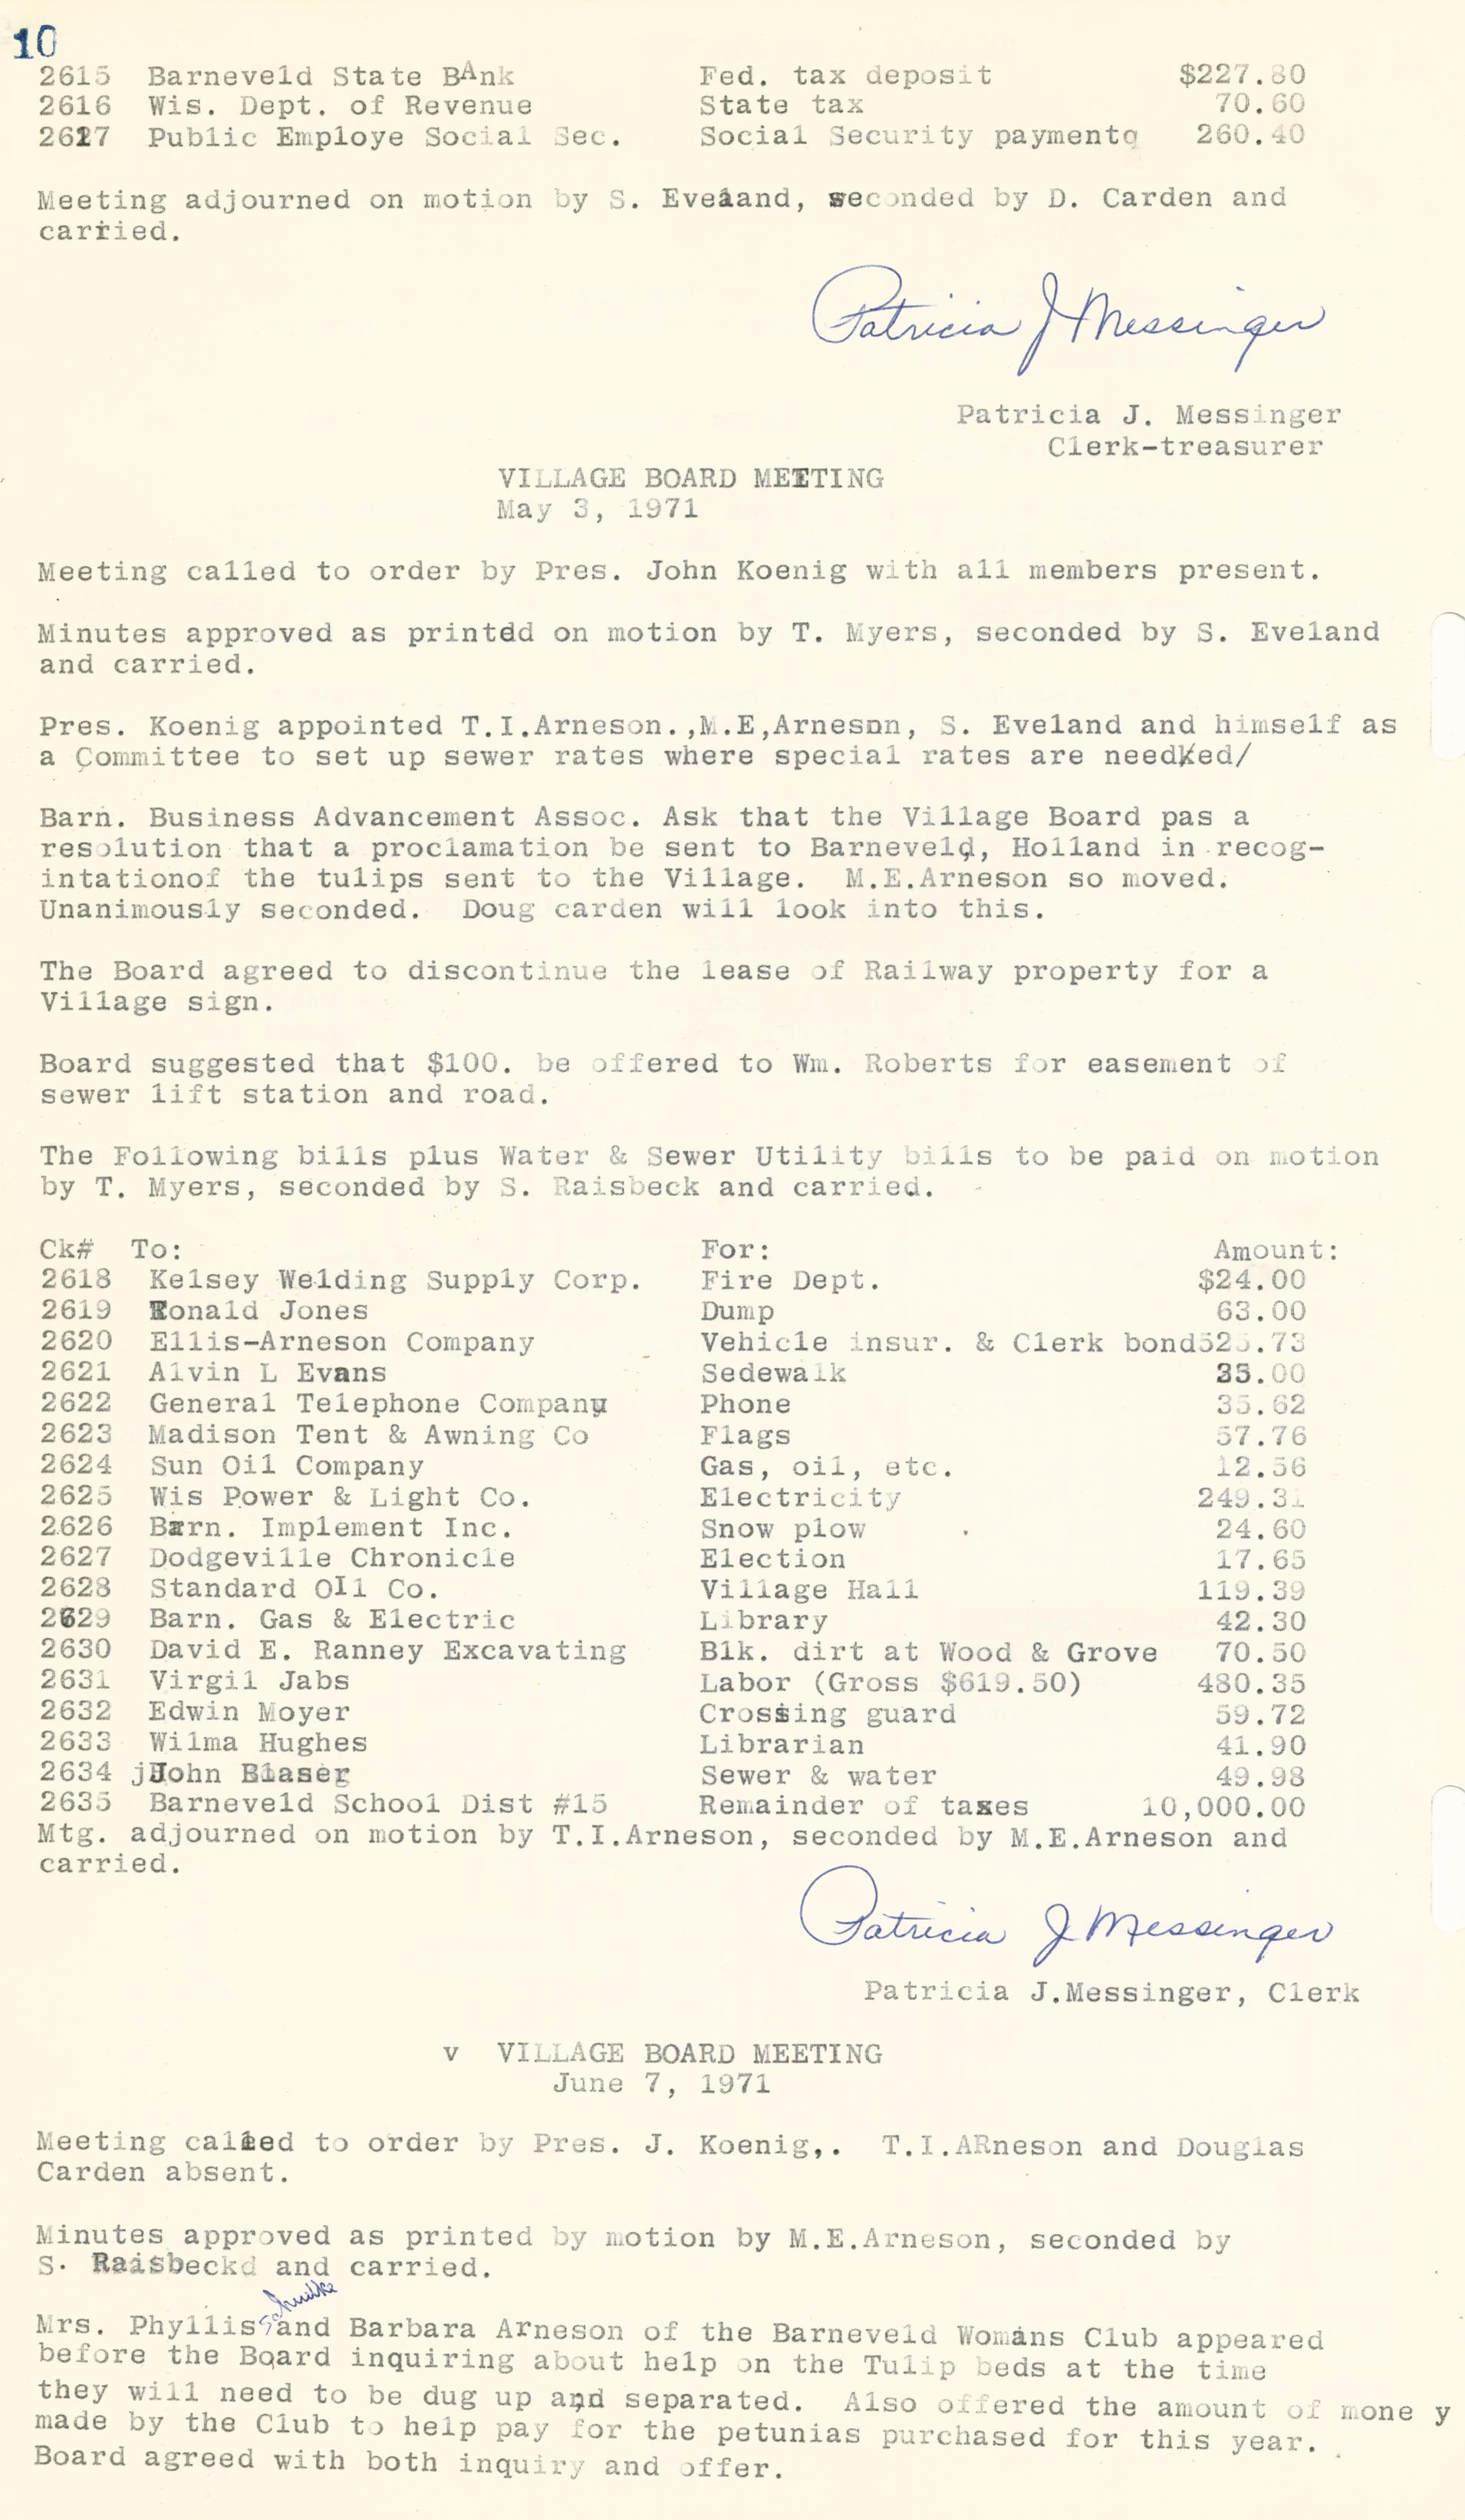 10
2615 Barneveld State BAnk Fed. tax deposit $227.80
2616 Wis. Dept. of Revenue State tax 70.60
2617 Public Employe Social Sec. Social Security paymentq 260.40
Meeting adjourned on motion by S. Eveland, seconded by D. Carden and
carried.
Patricia J Messinger
Patricia J. Messinger
Clerk-treasurer
VILLAGE BOARD MEETING
May 3, 1971
Meeting called to order by Pres. John Koenig with all members present.
Minutes approved as printdd on motion by T. Myers, seconded by S. Eveland
and carried.
Pres. Koenig appointed T.I.Arneson.,M.E,Arneson, S. Eveland and himself as
a Committee to set up sewer rates where special rates are needked/
Barn. Business Advancement Assoc. Ask that the Village Board pas a
resolution that a proclamation be sent to Barneveld, Holland in recog-
intationof the tulips sent to the Village. M.E.Arneson so moved.
Unanimously seconded. Doug carden will look into this.
The Board agreed to discontinue the lease of Railway property for a
Village sign.
Board suggested that $100. be offered to Wm. Roberts for easement of
sewer lift station and road.
The Following bills plus Water & Sewer Utility bills to be paid on motion
by T. Myers, seconded by S. Raisbeck and carried.
Ck# To: For: Amount:
2618 Kelsey Welding Supply Corp. Fire Dept. $24.00
2619 Ronald Jones Dump 63.00
2620 Ellis-Arneson Company Vehicle insur. & Clerk bond525.73
2621 Alvin L Evans Sedewalk 35.00
2622 General Telephone Company Phone 35.62
2623 Madison Tent & Awning Co Flags 57.76
2624 Sun Oil Company Gas, oil, etc. 12.56
2625 Wis Power & Light Co. Electricity 249.31
2626 Barn. Implement Inc. Snow plow 24.60
2627 Dodgeville Chronicle Election 17.65
2628 Standard OIl Co. Village Hall 119.39
2629 Barn. Gas & Electric Library 42.30
2630 David E. Ranney Excavating Blk. dirt at Wood & Grove 70.50
2631 Virgil Jabs Labor (Gross $619.50) 480.35
2632 Edwin Moyer Crossing guard 59.72
2633 Wilma Hughes Librarian 41.90
2634 jJohn Blaser Sewer & water 49.98
2635 Barneveld School Dist #15 Remainder of taxes 10,000.00
Mtg. adjourned on motion by T.I.Arneson, seconded by M.E.Arneson and
carried.
Patricia J Messinger
Patricia J.Messinger, Clerk
v VILLAGE BOARD MEETING
June 7, 1971
Meeting called to order by Pres. J. Koenig,. T.I.ARneson and Douglas
Carden absent.
Minutes approved as printed by motion by M.E.Arneson, seconded by
S. Raisbeckd and carried.
Mrs. Phyllis and Barbara Arneson of the Barneveld Womans Club appeared
before the Board inquiring about help on the Tulip beds at the time
they will need to be dug up and separated. Also offered the amount of mone y
made by the Club to help pay for the petunias purchased for this year.
Board agreed with both inquiry and offer.